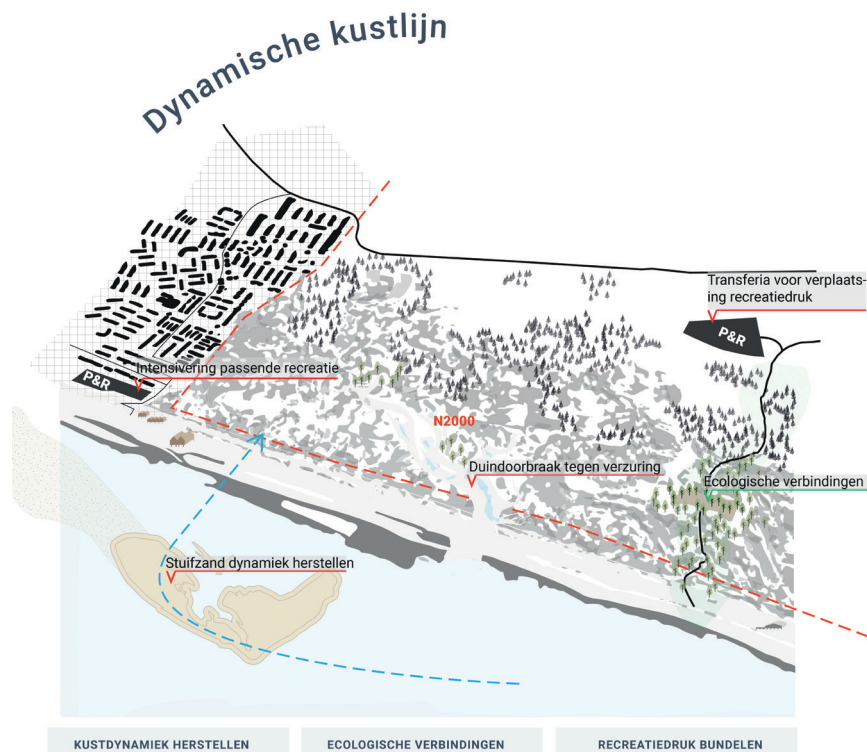 Dynamische kustlijn
Transferia voor verplaats-
ing recreatiedruk
P&R
Intensivering passende recreatie
P&R
N2000
Duindoorbraak tegen verzuring
Ecologische verbindingen
Stuifzand dynamiek herstellen
KUSTDYNAMIEK HERSTELLEN
ECOLOGISCHE VERBINDINGEN
RECREATIEDRUK BUNDELEN